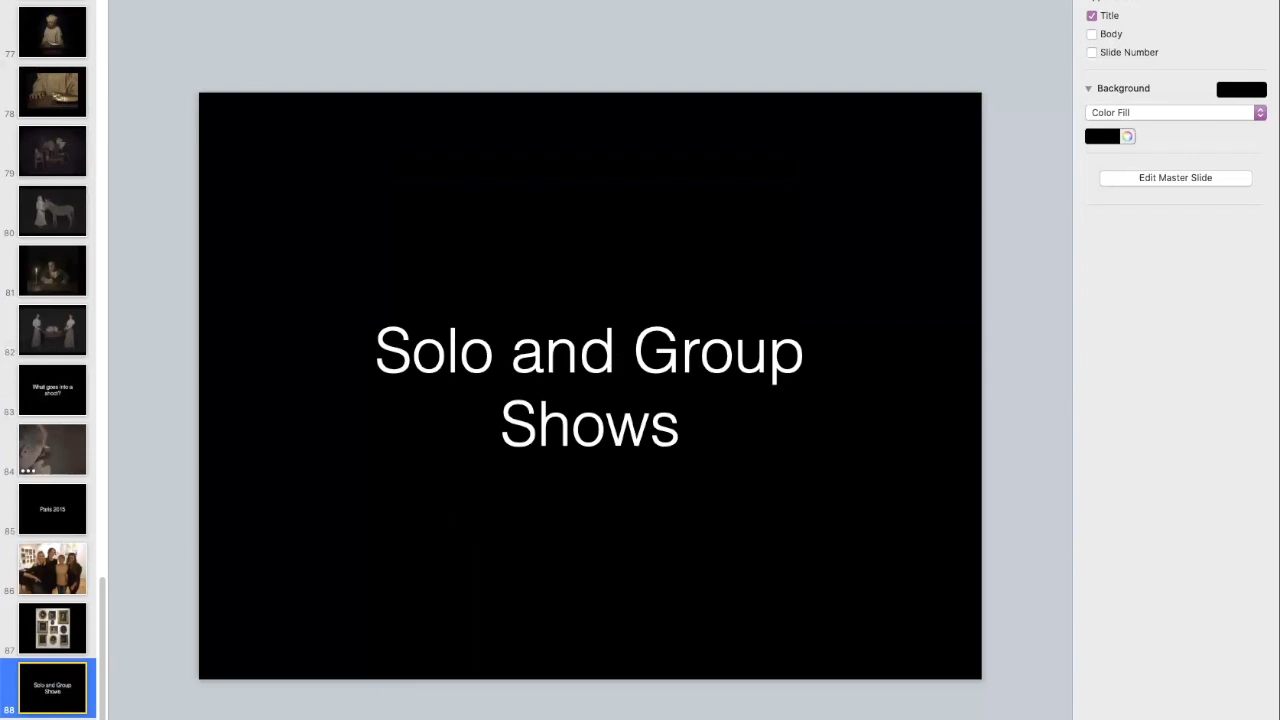 77
78
79
80
81
82
What goes into a
shoot?
83
84
Paris 2015
85
86
87
Solo and Group
Shows
88
Solo and Group
Shows
Title
Body
Slide Number
Background
Color Fill
Edit Master Slide